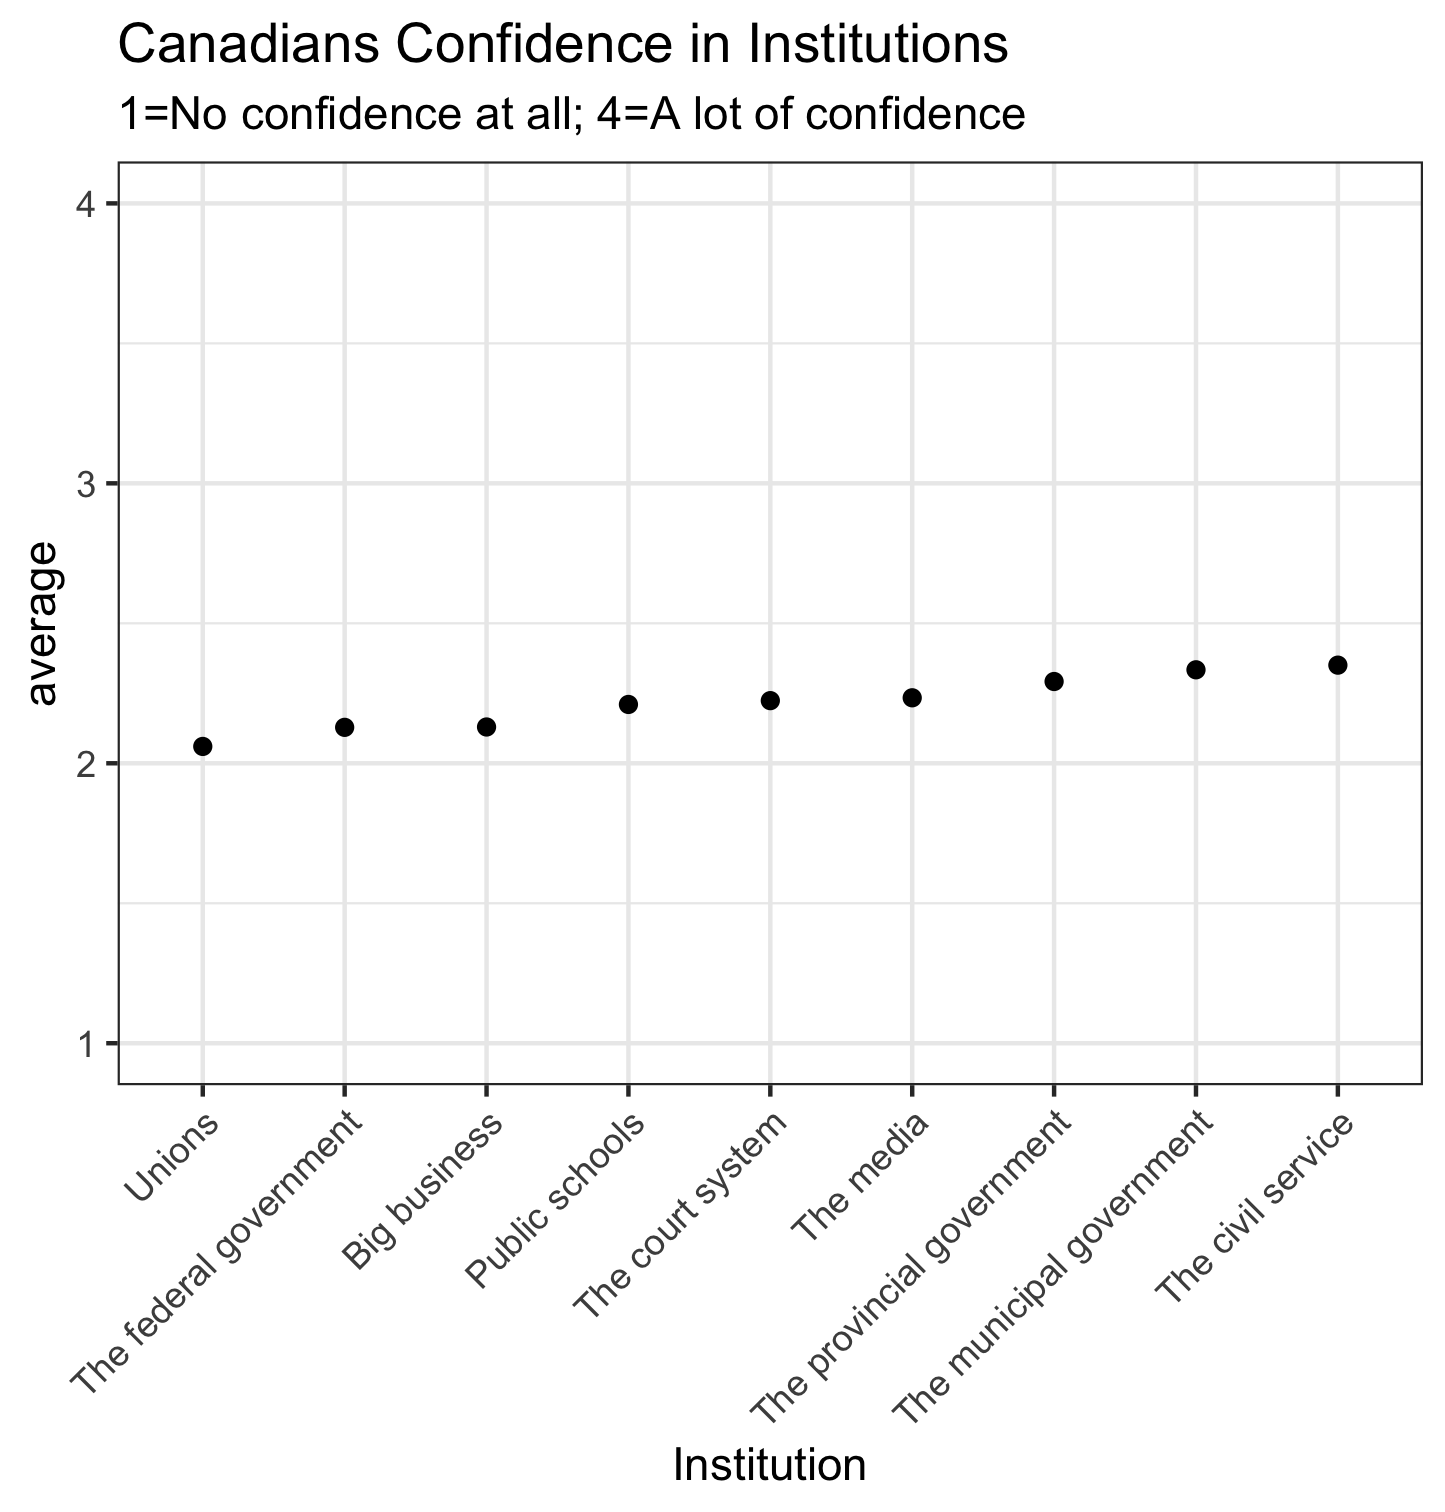 Canadians Confidence in Institutions
1=No confidence at all; 4=A lot of confidence
4
3
2
1
average
Unions
The federal government
Big business
Public schools
The court system
The media
The provincial government
The municipal government
The civil service
Institution